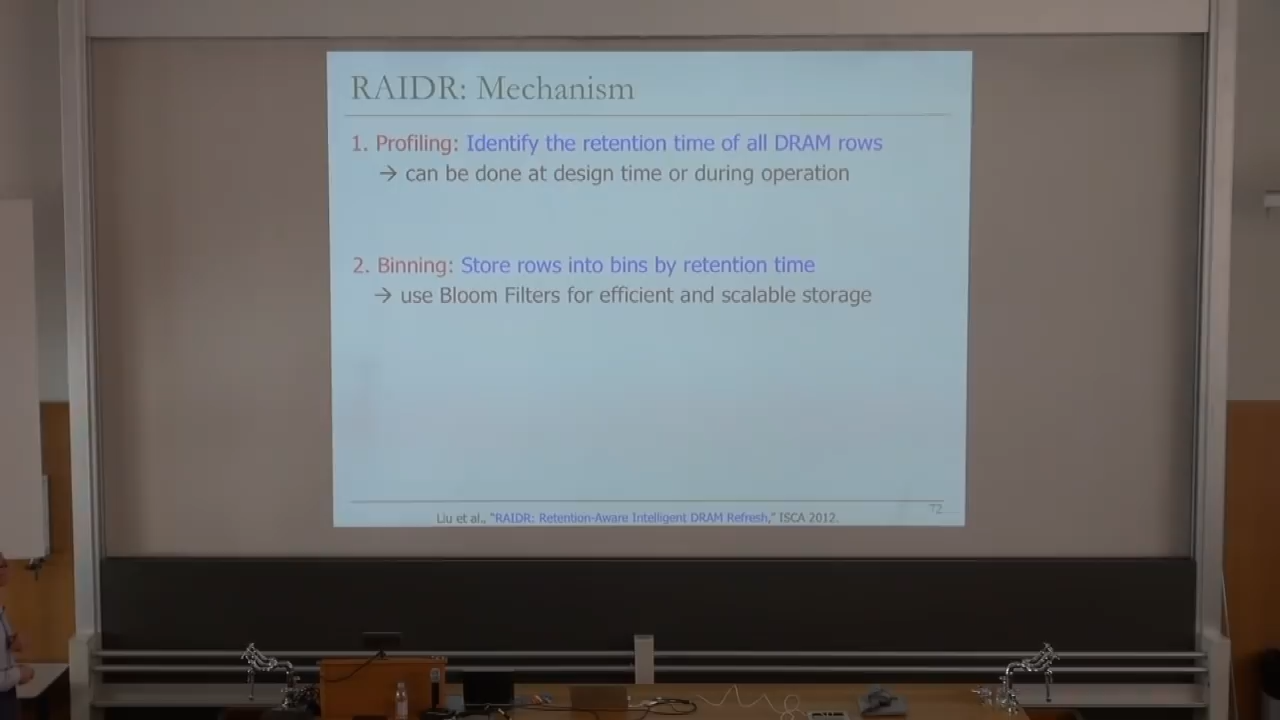 RAIDR: Mechanism
1. Profiling: Identify the retention time of all DRAM rows
→ can be done at design time or during operation
2. Binning: Store rows into bins by retention time
→ use Bloom Filters for efficient and scalable storage
Liu et al., "RAIDR: Retention-Aware Intelligent DRAM Refresh," ISCA 2012.
72